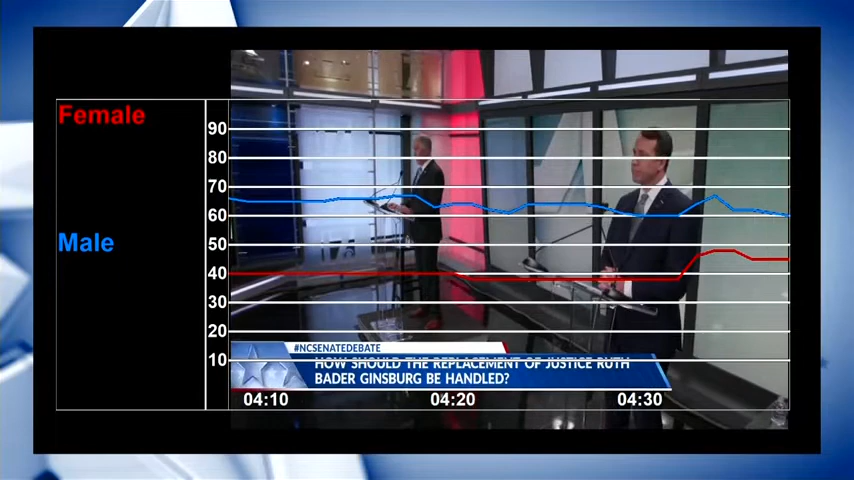 Female
Male
90
80
70
60
50
40
30
20
10
#NCSENATEDEBATE
HOW SHOULD THE REPLACEMENT OF JUSTICE RUTH
BADER GINSBURG BE HANDLED?
04:10
04:20
04:30